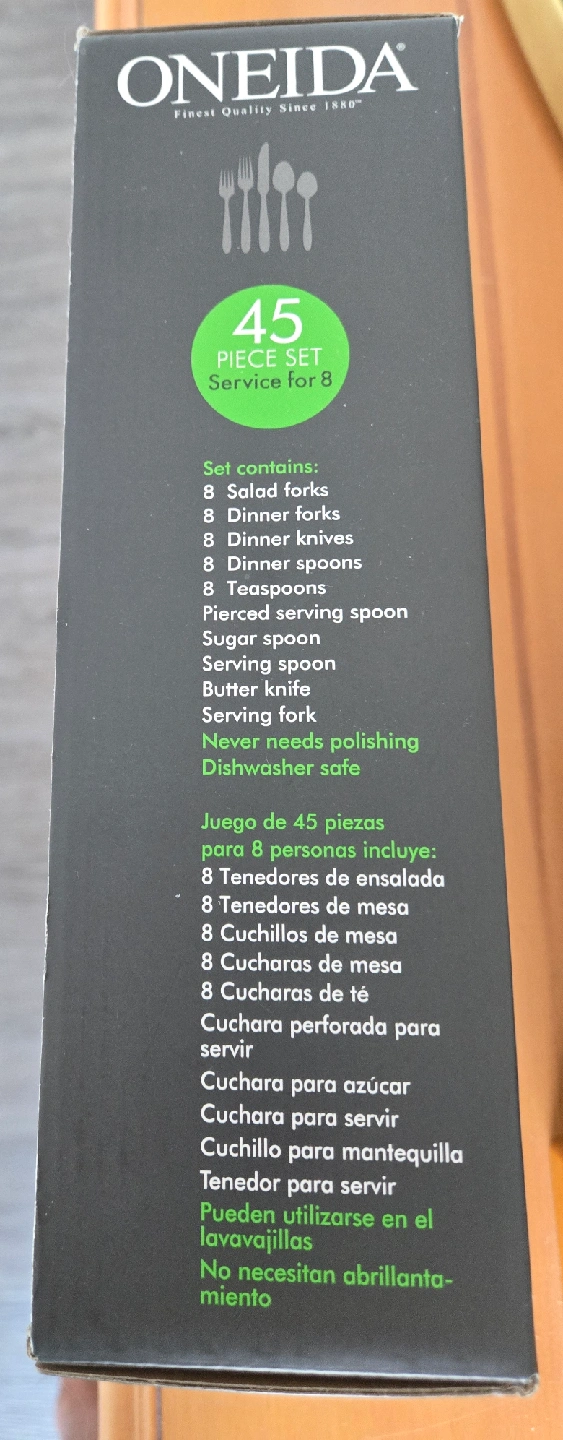 ONEIDA®
Finest Quality Since 1880™
45
PIECE SET
Service for 8
Set contains:
8 Salad forks
8 Dinner forks
8 Dinner knives
8 Dinner spoons
8 Teaspoons
Pierced serving spoon
Sugar spoon
Serving spoon
Butter knife
Serving fork
Never needs polishing
Dishwasher safe
Juego de 45 piezas
para 8 personas incluye:
8 Tenedores de ensalada
8 Tenedores de mesa
8 Cuchillos de mesa
8 Cucharas de mesa
8 Cucharas de té
Cuchara perforada para
servir
Cuchara para azúcar
Cuchara para servir
Cuchillo para mantequilla
Tenedor para servir
Pueden utilizarse en el
lavavajillas
No necesitan abrillanta-
miento